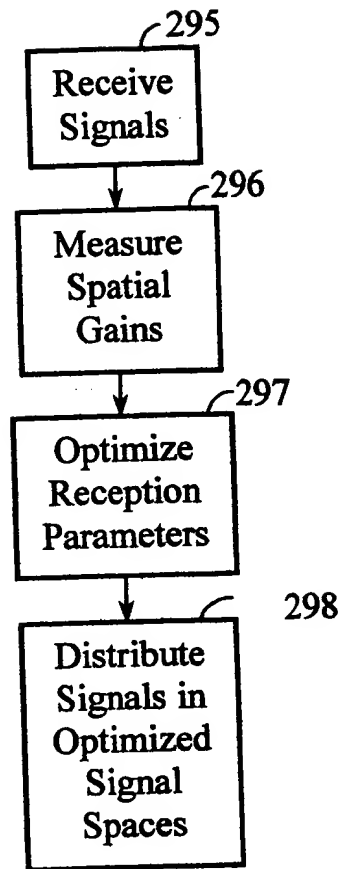 295
Receive
Signals
296
Measure
Spatial
Gains
297
Optimize
Reception
Parameters
298
Distribute
Signals in
Optimized
Signal
Spaces